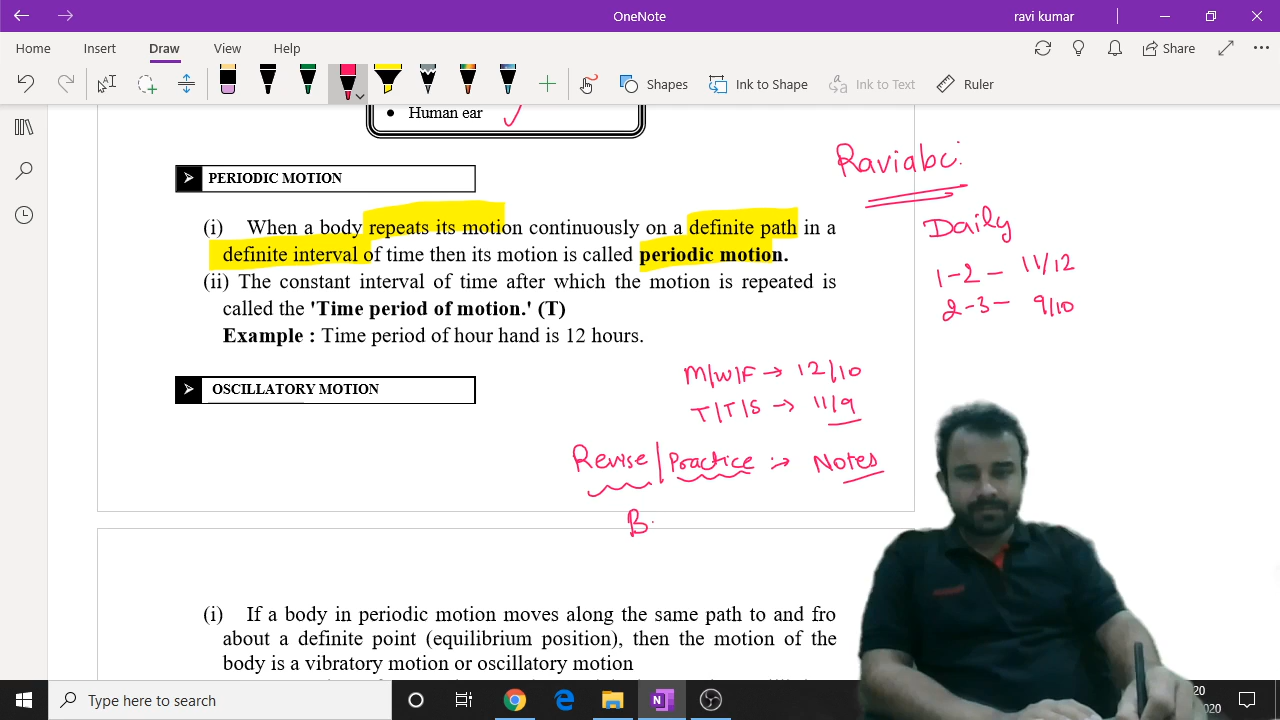 OneNote
ravi kumar
Home Insert Draw View Help
Share
Shapes
Ink to Shape
Ink to Text
Ruler
• Human ear
Raviabc
➤ PERIODIC MOTION
(i) When a body repeats its motion continuously on a definite path in a
definite interval of time then its motion is called periodic motion.
(ii) The constant interval of time after which the motion is repeated is
called the 'Time period of motion.' (T)
Example : Time period of hour hand is 12 hours.
Daily
1-2 - 11/12
2-3 - 9/10
➤ OSCILLATORY MOTION
M/W/F → 12/10
T/T/S → 11/9
Revise/Practice :→ Notes
B
(i) If a body in periodic motion moves along the same path to and fro
about a definite point (equilibrium position), then the motion of the
body is a vibratory motion or oscillatory motion
Type here to search
20
020